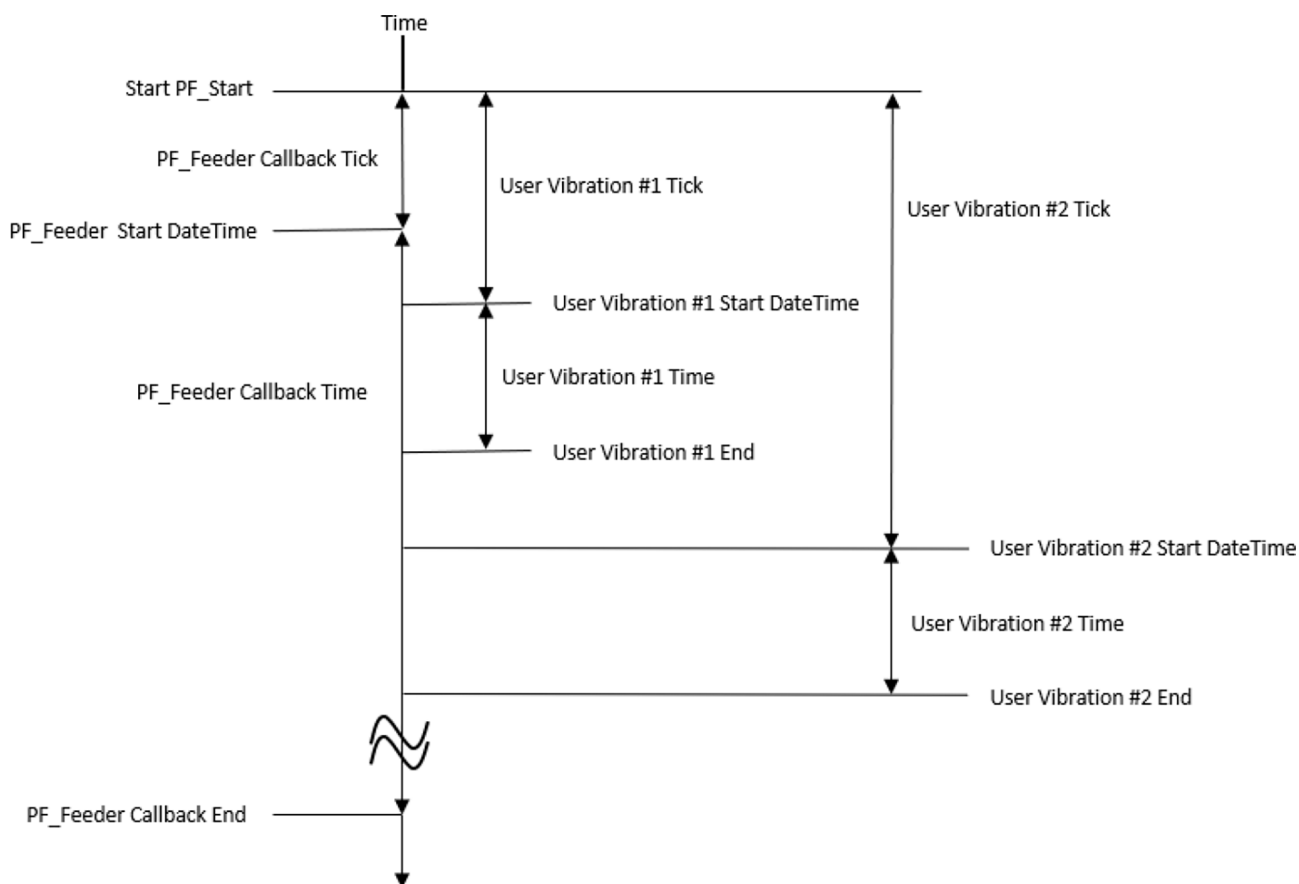 Time
Start PF_Start
PF_Feeder Callback Tick
User Vibration #1 Tick
User Vibration #2 Tick
PF_Feeder  Start DateTime
User Vibration #1 Start DateTime
User Vibration #1 Time
PF_Feeder Callback Time
User Vibration #1 End
User Vibration #2 Start DateTime
User Vibration #2 Time
User Vibration #2 End
PF_Feeder Callback End